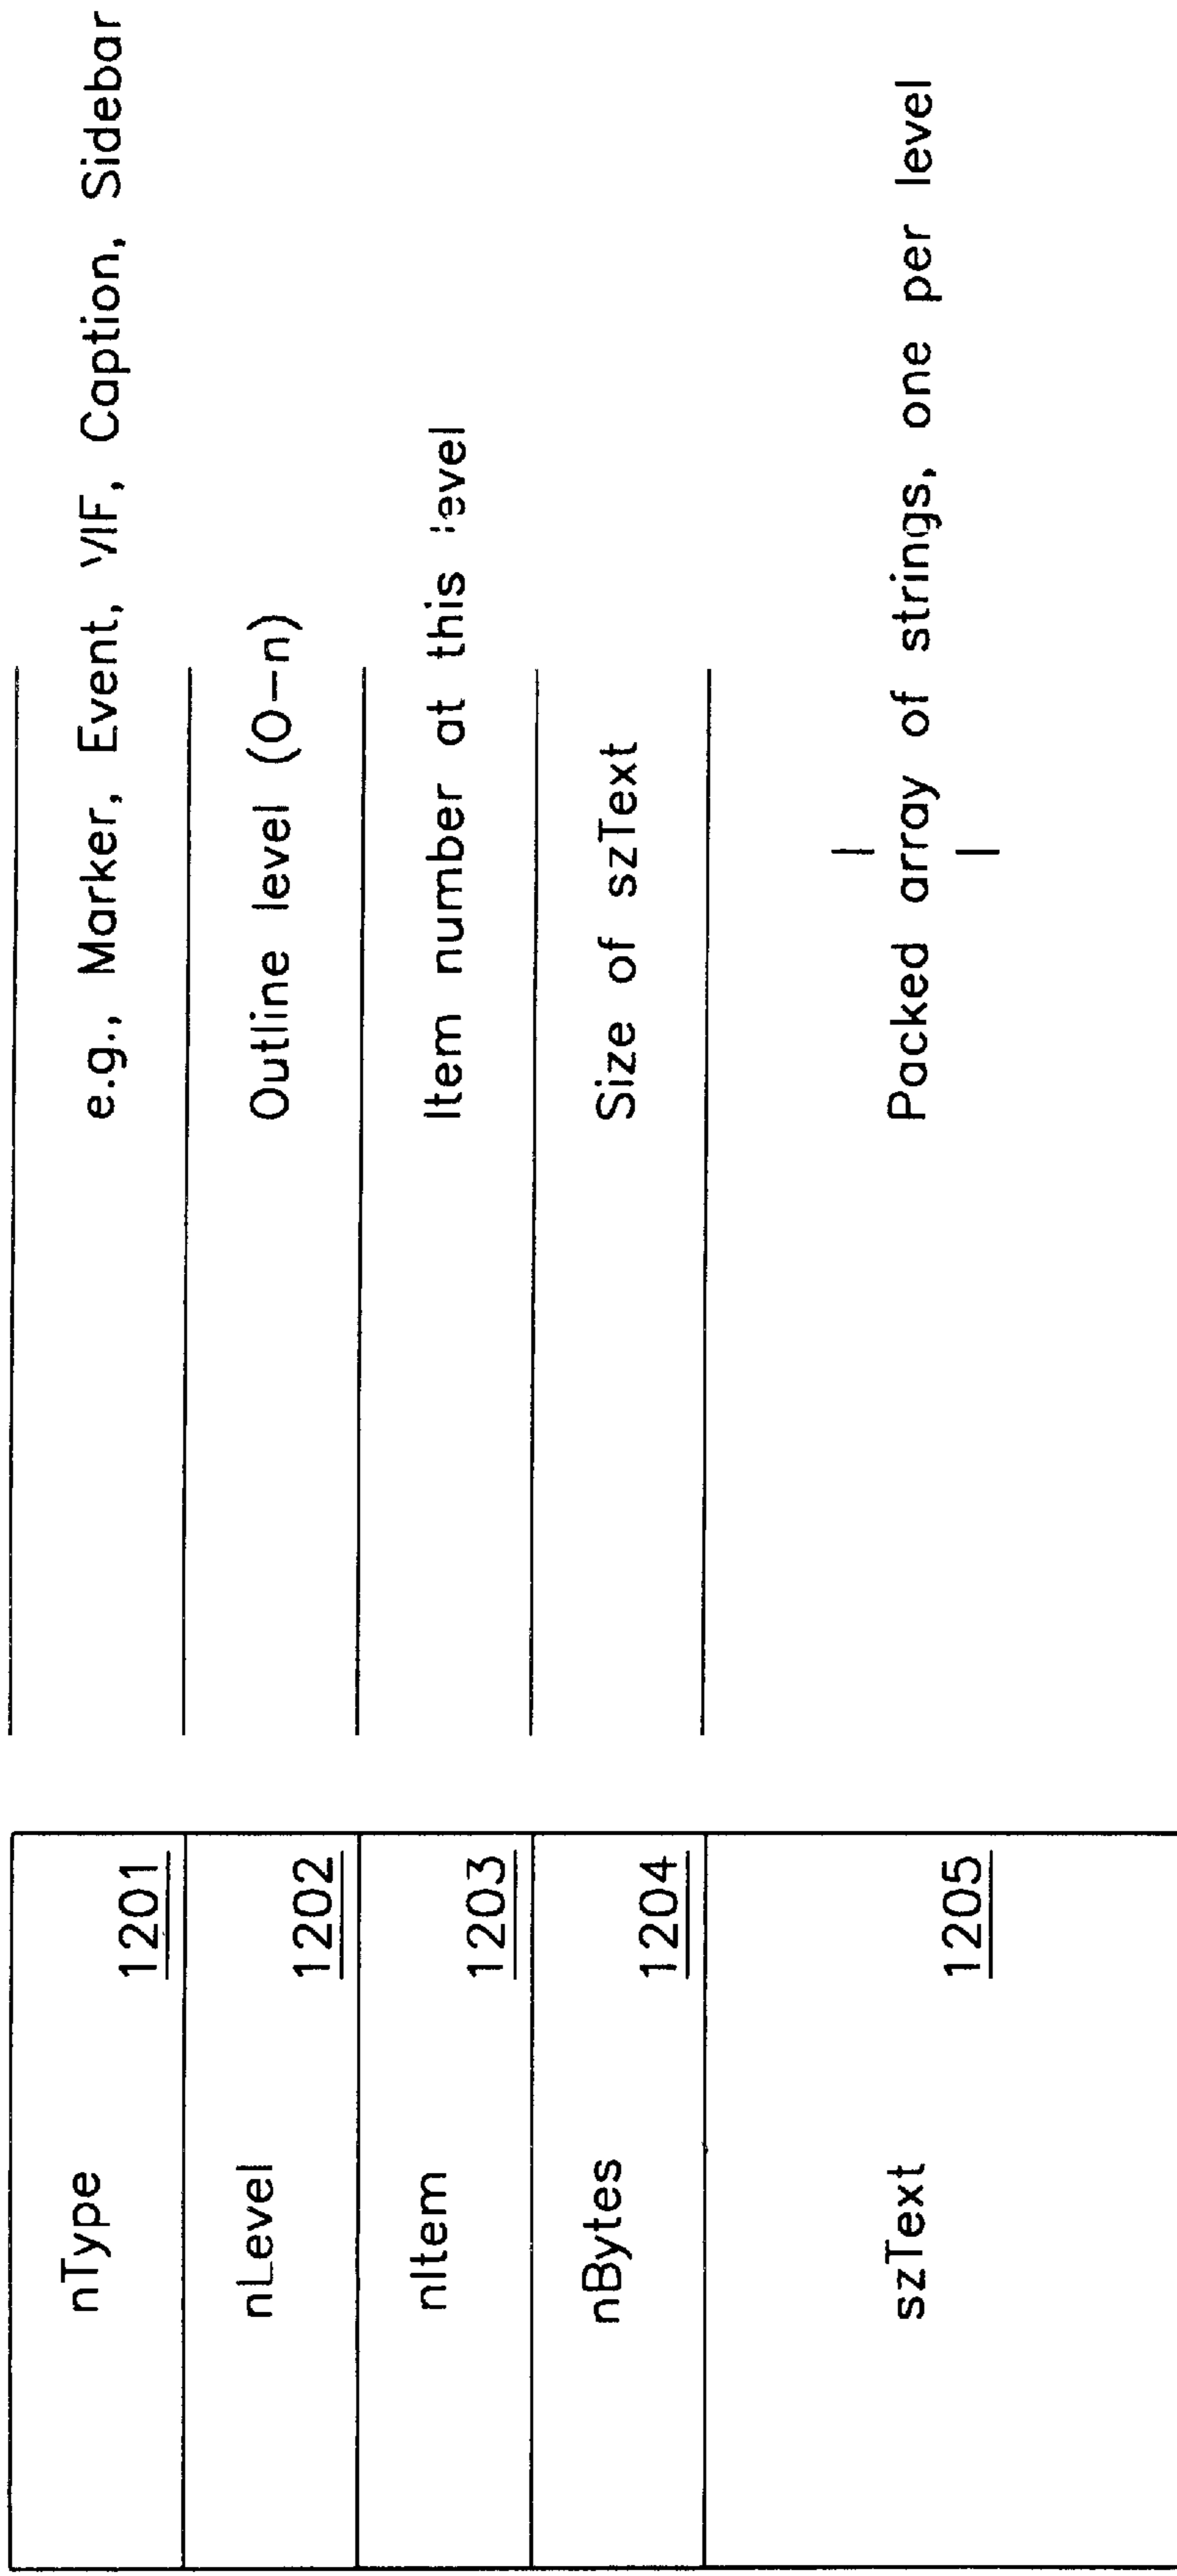 nType 1201 e.g., Marker, Event, VIF, Caption, Sidebar
nLevel 1202 Outline level (0-n)
nItem 1203 Item number at this level
nBytes 1204 Size of szText
szText 1205 Packed array of strings, one per level